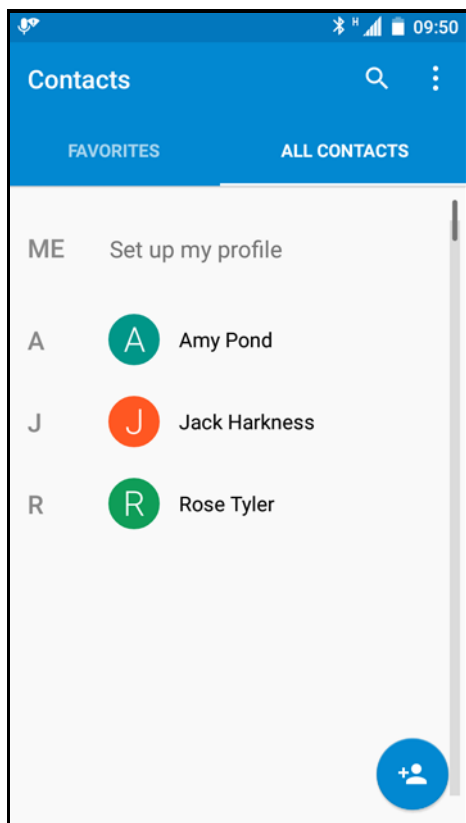 H 09:50
Contacts
FAVORITES ALL CONTACTS
ME Set up my profile
A A Amy Pond
J J Jack Harkness
R R Rose Tyler